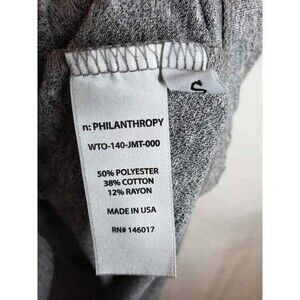 n: PHILANTHROPY
WTO-140-JMT-000
50% POLYESTER
38% COTTON
12% RAYON
MADE IN USA
RN# 146017
S